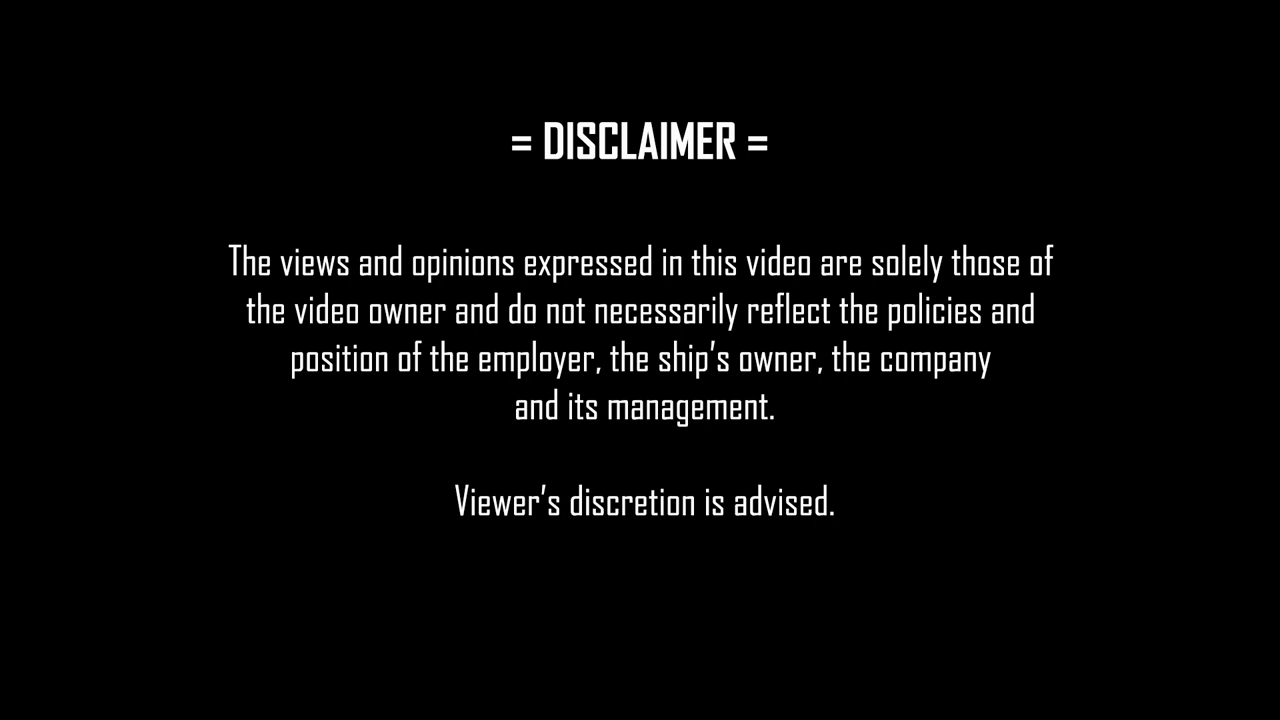 = DISCLAIMER =
The views and opinions expressed in this video are solely those of
the video owner and do not necessarily reflect the policies and
position of the employer, the ship’s owner, the company
and its management.
Viewer’s discretion is advised.